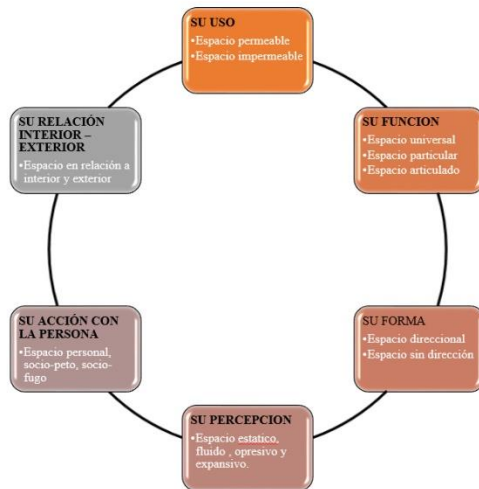 SU USO
•Espacio permeable
•Espacio impermeable
SU FUNCION
•Espacio universal
•Espacio particular
•Espacio articulado
SU FORMA
•Espacio direccional
•Espacio sin dirección
SU PERCEPCION
•Espacio estatico,
fluido , opresivo y
expansivo.
SU ACCIÓN CON
LA PERSONA
•Espacio personal,
socio-peto, socio-
fugo
SU RELACIÓN
INTERIOR –
EXTERIOR
•Espacio en relación a
interior y exterior